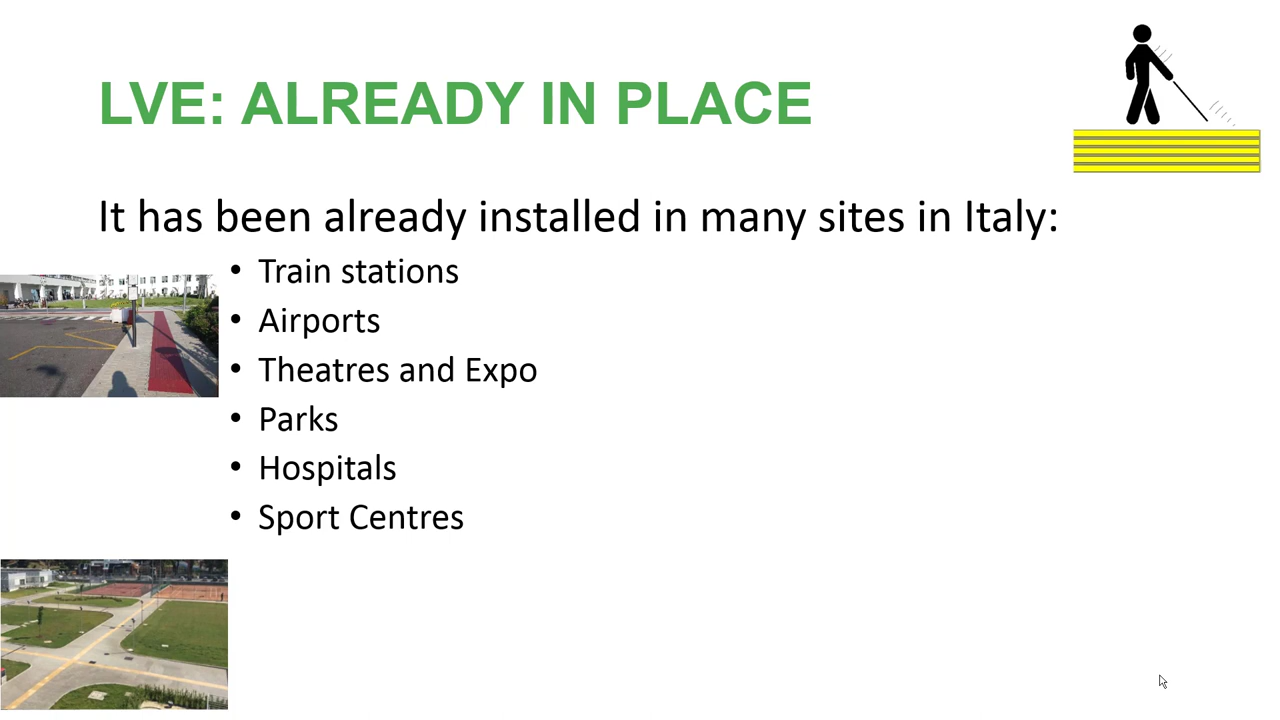 LVE: ALREADY IN PLACE
It has been already installed in many sites in Italy:
• Train stations
• Airports
• Theatres and Expo
• Parks
• Hospitals
• Sport Centres